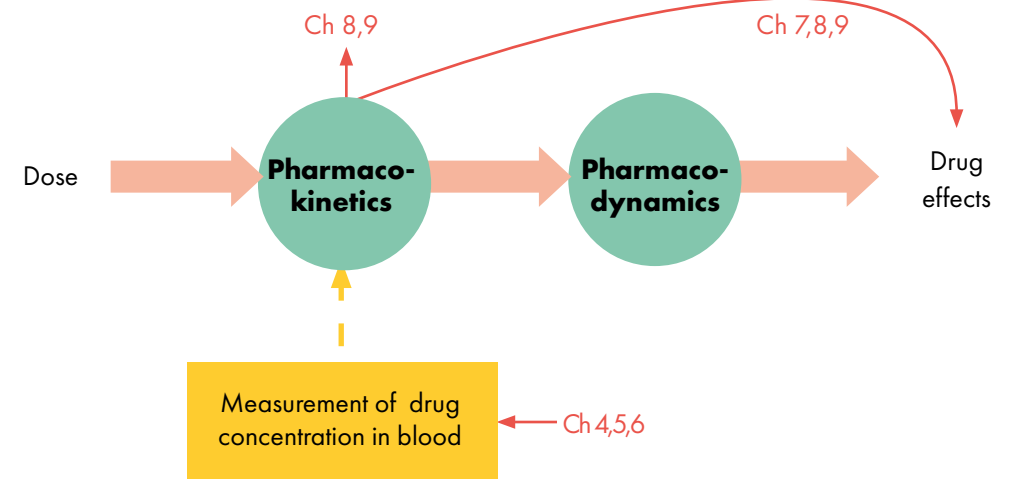 Ch 8,9
Ch 7,8,9
Dose
Pharmaco-
kinetics
Pharmaco-
dynamics
Drug
effects
Measurement of drug
concentration in blood
Ch 4,5,6